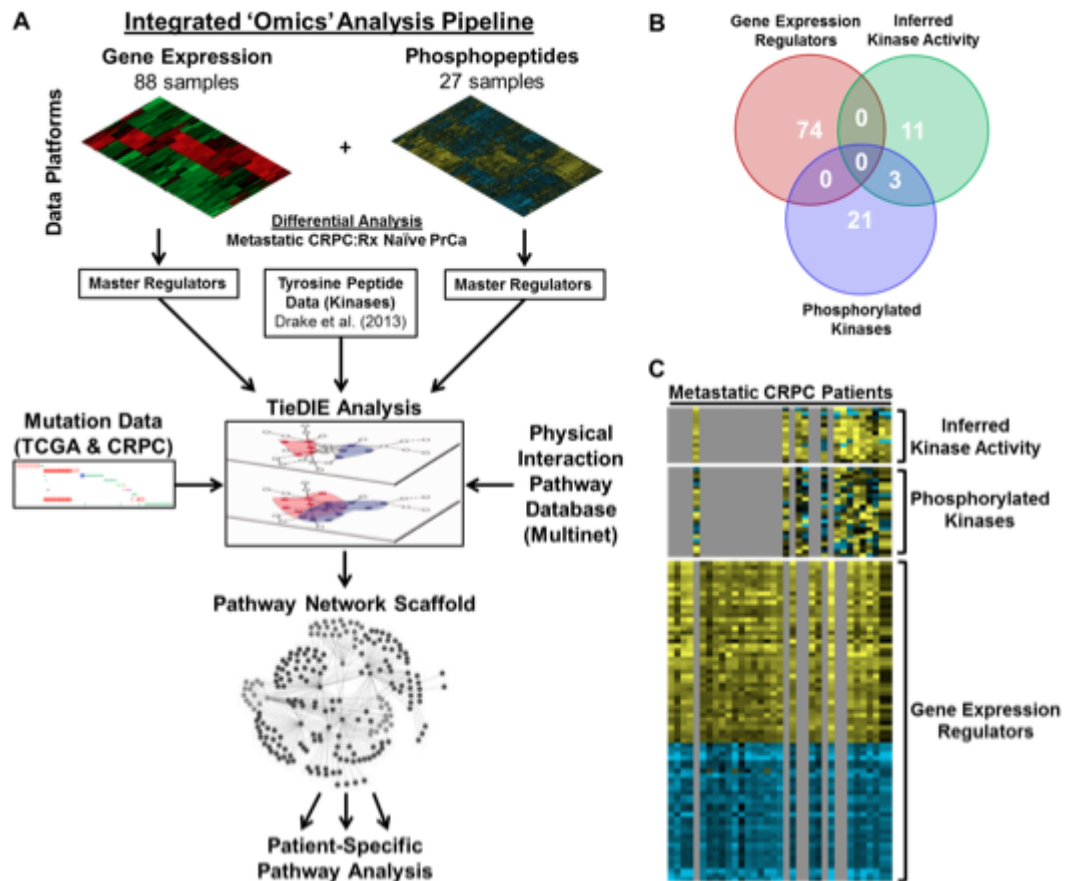 A
Integrated ‘Omics’ Analysis Pipeline
Gene Expression
88 samples
Phosphopeptides
27 samples
Data Platforms
+
Differential Analysis
Metastatic CRPC:Rx Naïve PrCa
Master Regulators
Tyrosine Peptide
Data (Kinases)
Drake et al. (2013)
Master Regulators
TieDIE Analysis
Mutation Data
(TCGA & CRPC)
Physical
Interaction
Pathway
Database
(Multinet)
Pathway Network Scaffold
Patient-Specific
Pathway Analysis
B
Gene Expression
Regulators
Inferred
Kinase Activity
74
0
11
0
0
3
21
Phosphorylated
Kinases
C
Metastatic CRPC Patients
Inferred
Kinase Activity
Phosphorylated
Kinases
Gene Expression
Regulators